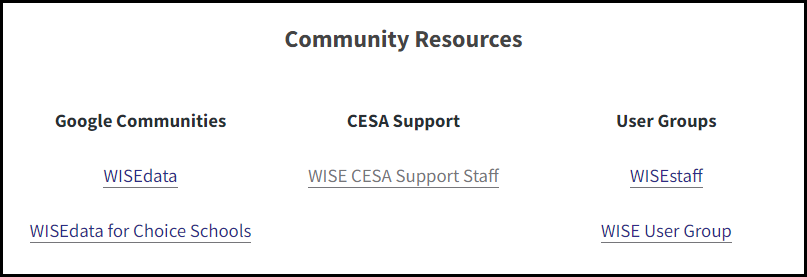 Community Resources
Google Communities
CESA Support
User Groups
WISEdata
WISE CESA Support Staff
WISEstaff
WISEdata for Choice Schools
WISE User Group